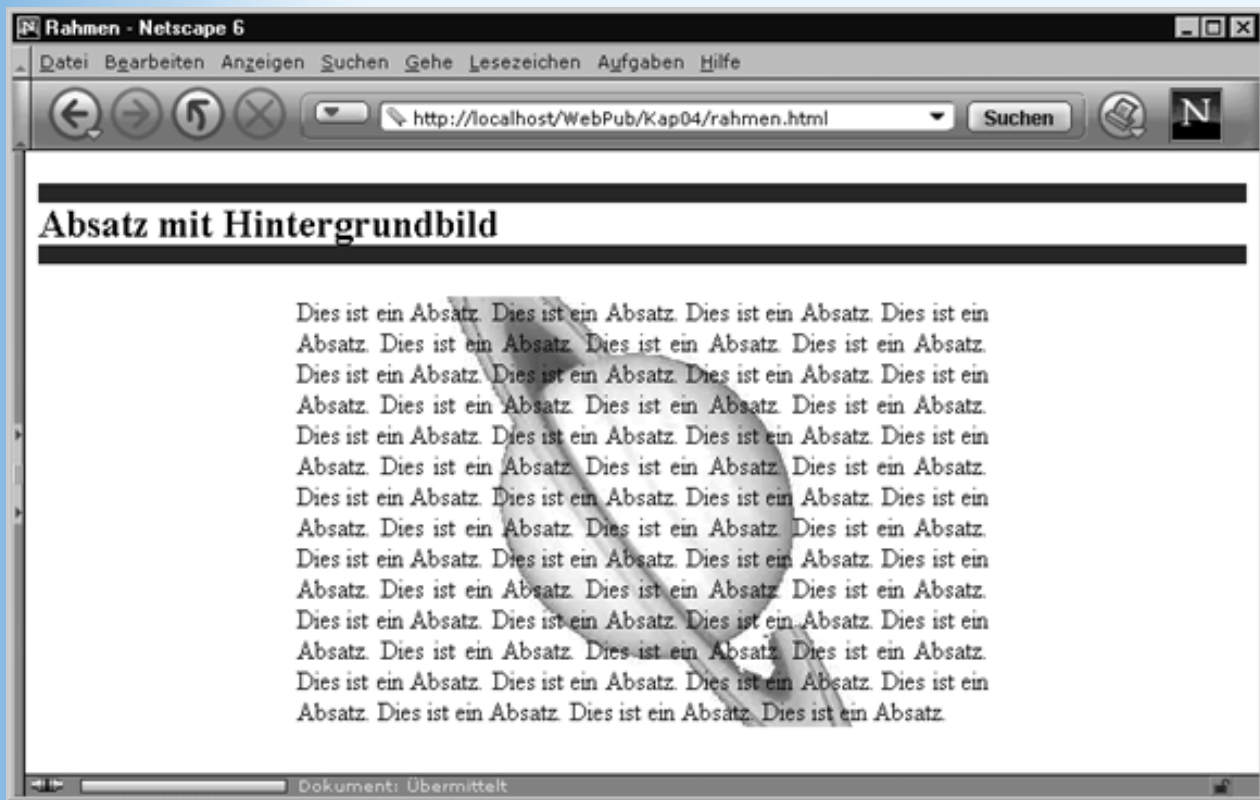 Rahmen - Netscape 6
Datei Bearbeiten Anzeigen Suchen Gehe Lesezeichen Aufgaben Hilfe
http://localhost/WebPub/Kap04/rahmen.html Suchen N
Absatz mit Hintergrundbild
Dies ist ein Absatz. Dies ist ein Absatz. Dies ist ein Absatz. Dies ist ein
Absatz. Dies ist ein Absatz. Dies ist ein Absatz. Dies ist ein Absatz.
Dies ist ein Absatz. Dies ist ein Absatz. Dies ist ein Absatz. Dies ist ein
Absatz. Dies ist ein Absatz. Dies ist ein Absatz. Dies ist ein Absatz.
Dies ist ein Absatz. Dies ist ein Absatz. Dies ist ein Absatz. Dies ist ein
Absatz. Dies ist ein Absatz. Dies ist ein Absatz. Dies ist ein Absatz.
Dies ist ein Absatz. Dies ist ein Absatz. Dies ist ein Absatz. Dies ist ein
Absatz. Dies ist ein Absatz. Dies ist ein Absatz. Dies ist ein Absatz.
Dies ist ein Absatz. Dies ist ein Absatz. Dies ist ein Absatz. Dies ist ein
Absatz. Dies ist ein Absatz. Dies ist ein Absatz. Dies ist ein Absatz.
Dies ist ein Absatz. Dies ist ein Absatz. Dies ist ein Absatz. Dies ist ein
Absatz. Dies ist ein Absatz. Dies ist ein Absatz. Dies ist ein Absatz.
Dies ist ein Absatz. Dies ist ein Absatz. Dies ist ein Absatz. Dies ist ein
Absatz. Dies ist ein Absatz. Dies ist ein Absatz. Dies ist ein Absatz.
Dokument: Übermittelt